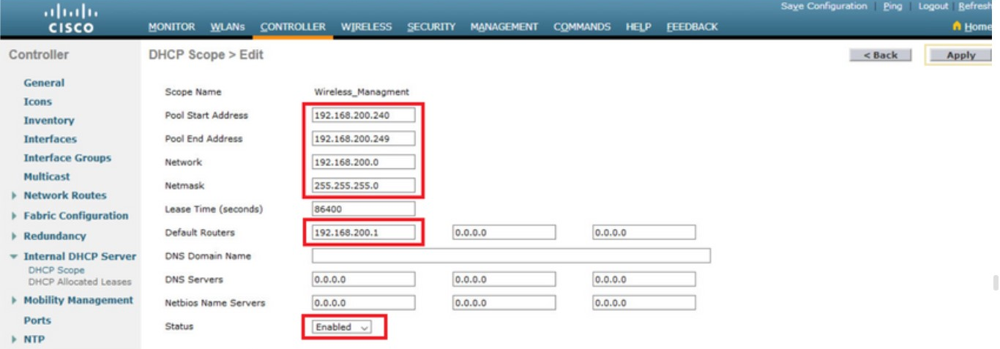 Save Configuration | Ping | Logout | Refresh
CISCO MONITOR WLANs CONTROLLER WIRELESS SECURITY MANAGEMENT COMMANDS HELP FEEDBACK Home
Controller
General
Icons
Inventory
Interfaces
Interface Groups
Multicast
Network Routes
Fabric Configuration
Redundancy
Internal DHCP Server
DHCP Scope
DHCP Allocated Leases
Mobility Management
Ports
NTP
DHCP Scope > Edit
< Back Apply
Scope Name Wireless_Managment
Pool Start Address 192.168.200.240
Pool End Address 192.168.200.249
Network 192.168.200.0
Netmask 255.255.255.0
Lease Time (seconds) 86400
Default Routers 192.168.200.1 0.0.0.0 0.0.0.0
DNS Domain Name
DNS Servers 0.0.0.0 0.0.0.0 0.0.0.0
Netbios Name Servers 0.0.0.0 0.0.0.0 0.0.0.0
Status Enabled